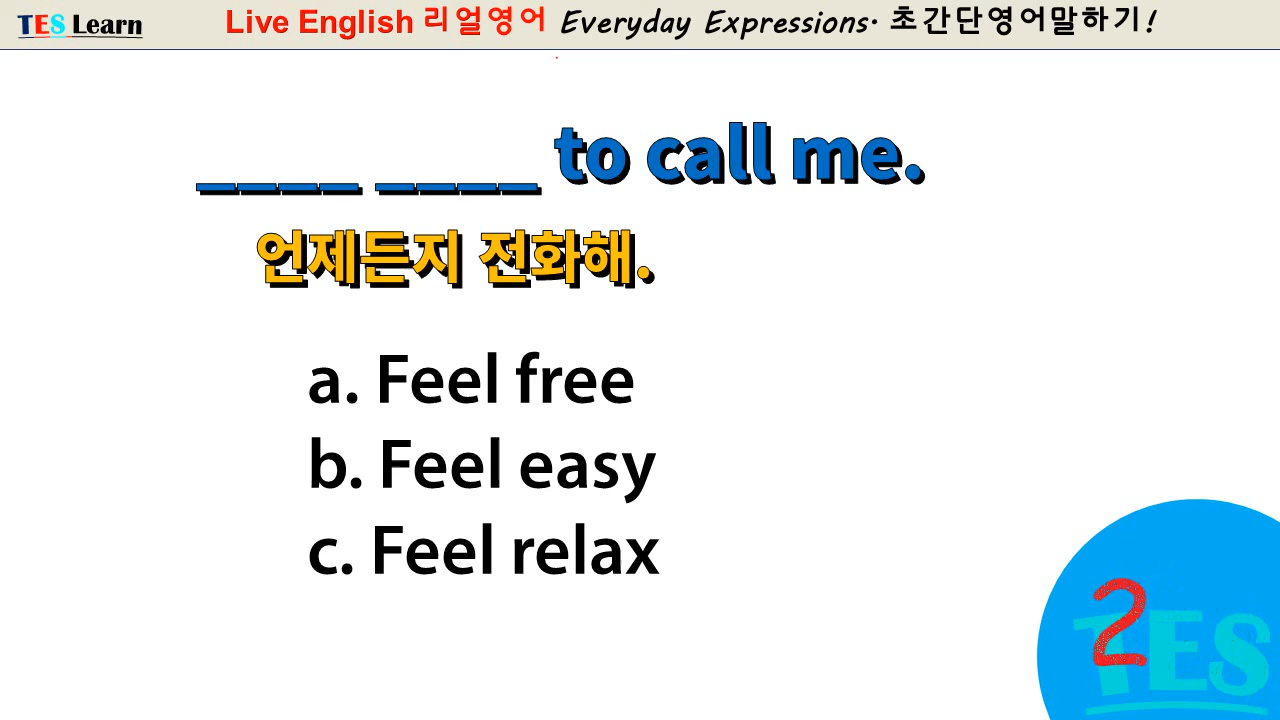 TES Learn Live English 리얼영어 Everyday Expressions· 초간단영어말하기!
____ ____ to call me.
언제든지 전화해.
a. Feel free
b. Feel easy
c. Feel relax
2
TES